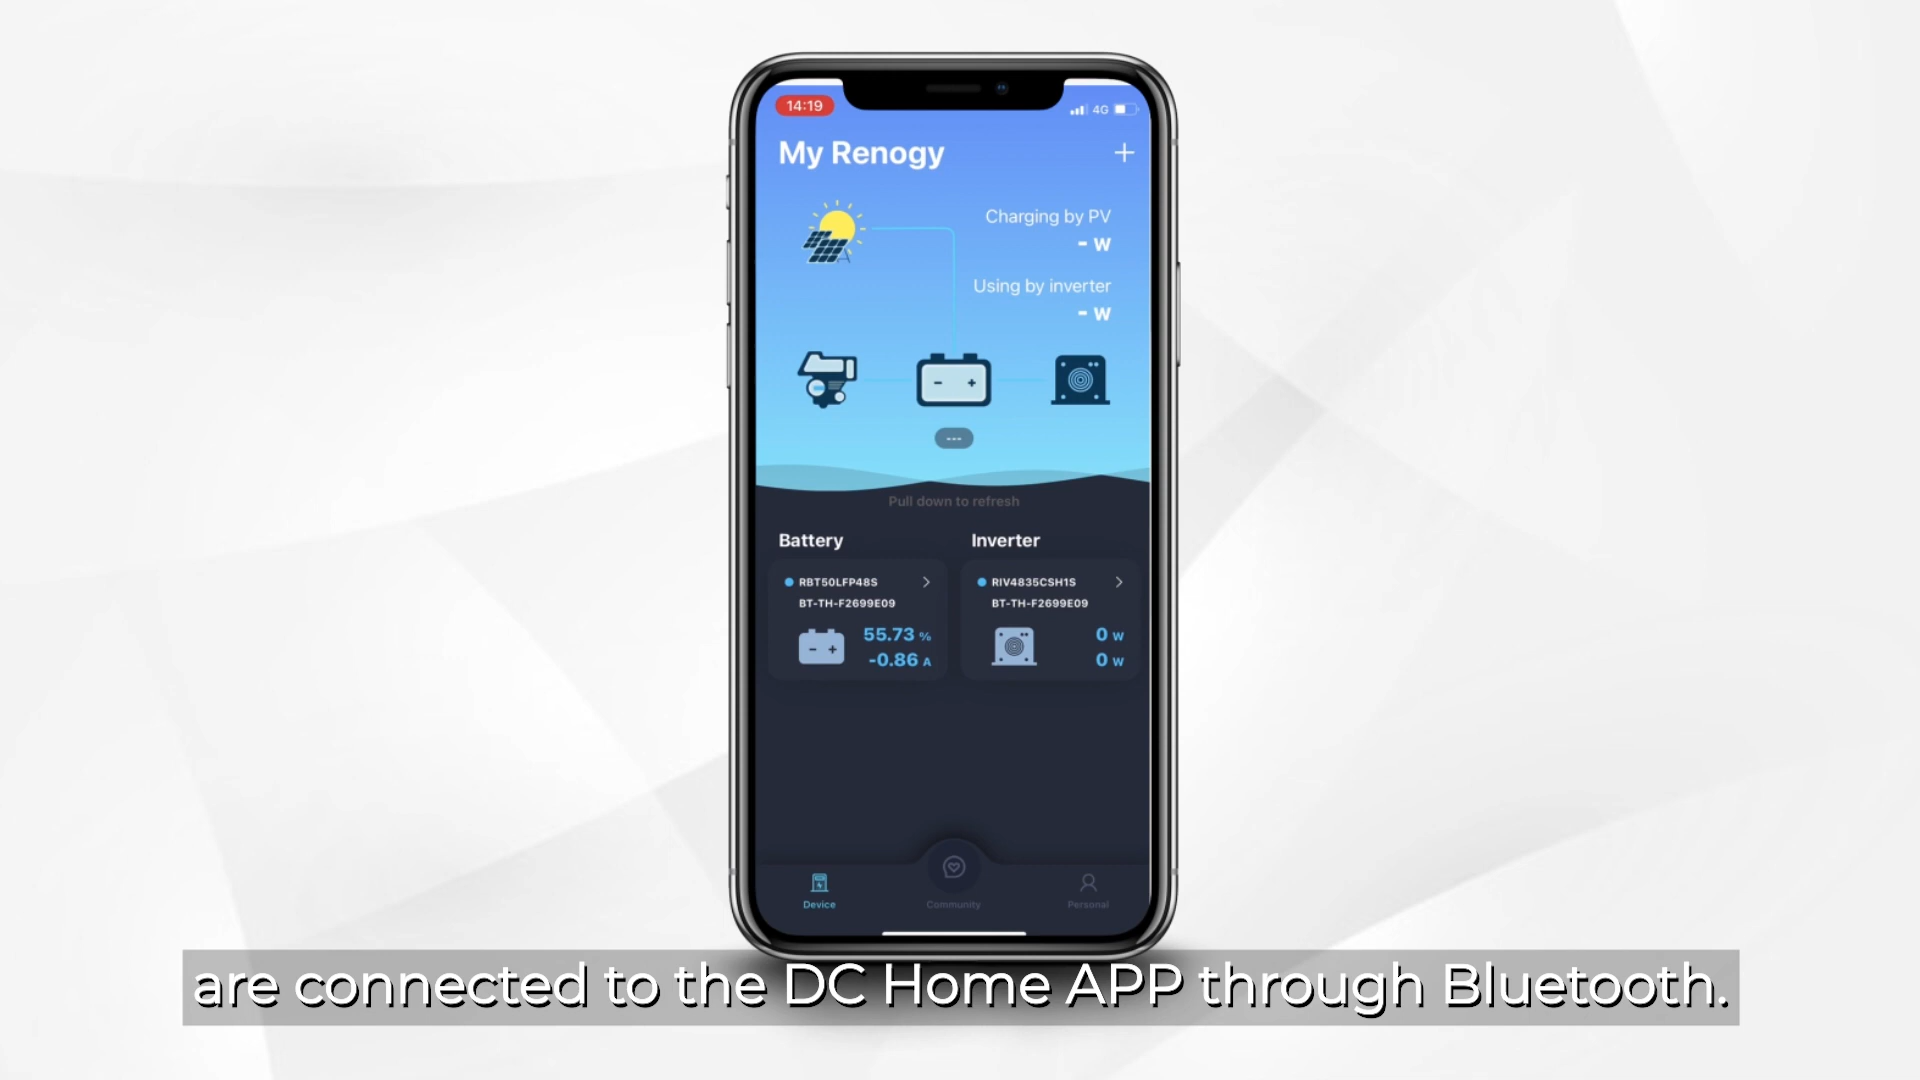 14:19
4G
My Renogy
Charging by PV
- W
Using by inverter
- W
---
Pull down to refresh
Battery
Inverter
RBT50LFP48S
BT-TH-F2699E09
55.73 %
-0.86 A
RIV4835CSH1S
BT-TH-F2699E09
0 W
0 W
Device
Community
Personal
are connected to the DC Home APP through Bluetooth.